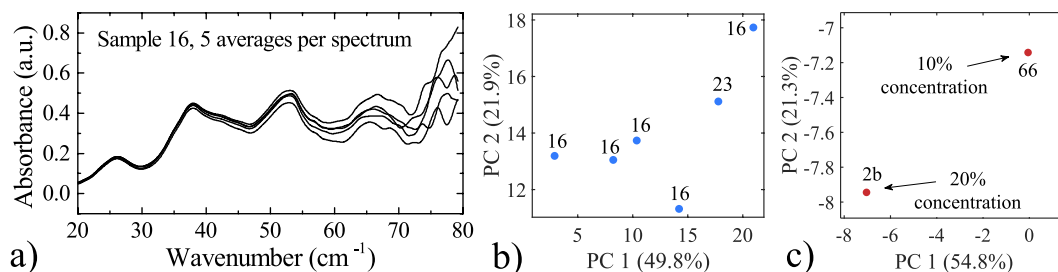 a)
Absorbance (a.u.)
0.8
0.6
0.4
0.2
0.0
Sample 16, 5 averages per spectrum
20 30 40 50 60 70 80
Wavenumber (cm⁻¹)
b)
PC 2 (21.9%)
18
16
14
12
16
23
16
16
16
16
5 10 15 20
PC 1 (49.8%)
c)
PC 2 (21.3%)
-7
-7.2
-7.4
-7.6
-7.8
-8
10%
concentration
66
2b
20%
concentration
-8 -6 -4 -2 0
PC 1 (54.8%)